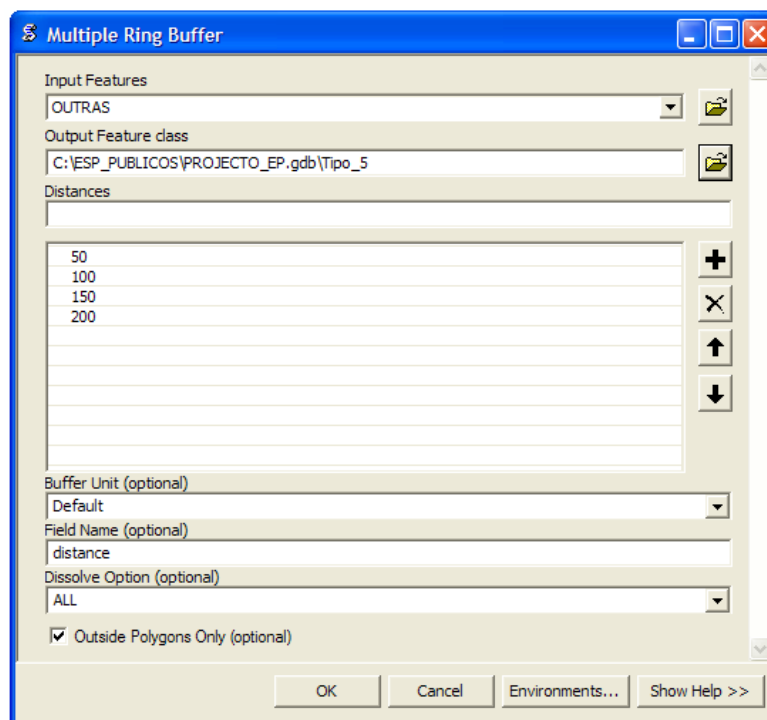 Multiple Ring Buffer
Input Features
OUTRAS
Output Feature class
C:\ESP_PUBLICOS\PROJECTO_EP.gdb\Tipo_5
Distances
50
100
150
200
Buffer Unit (optional)
Default
Field Name (optional)
distance
Dissolve Option (optional)
ALL
Outside Polygons Only (optional)
OK Cancel Environments... Show Help >>